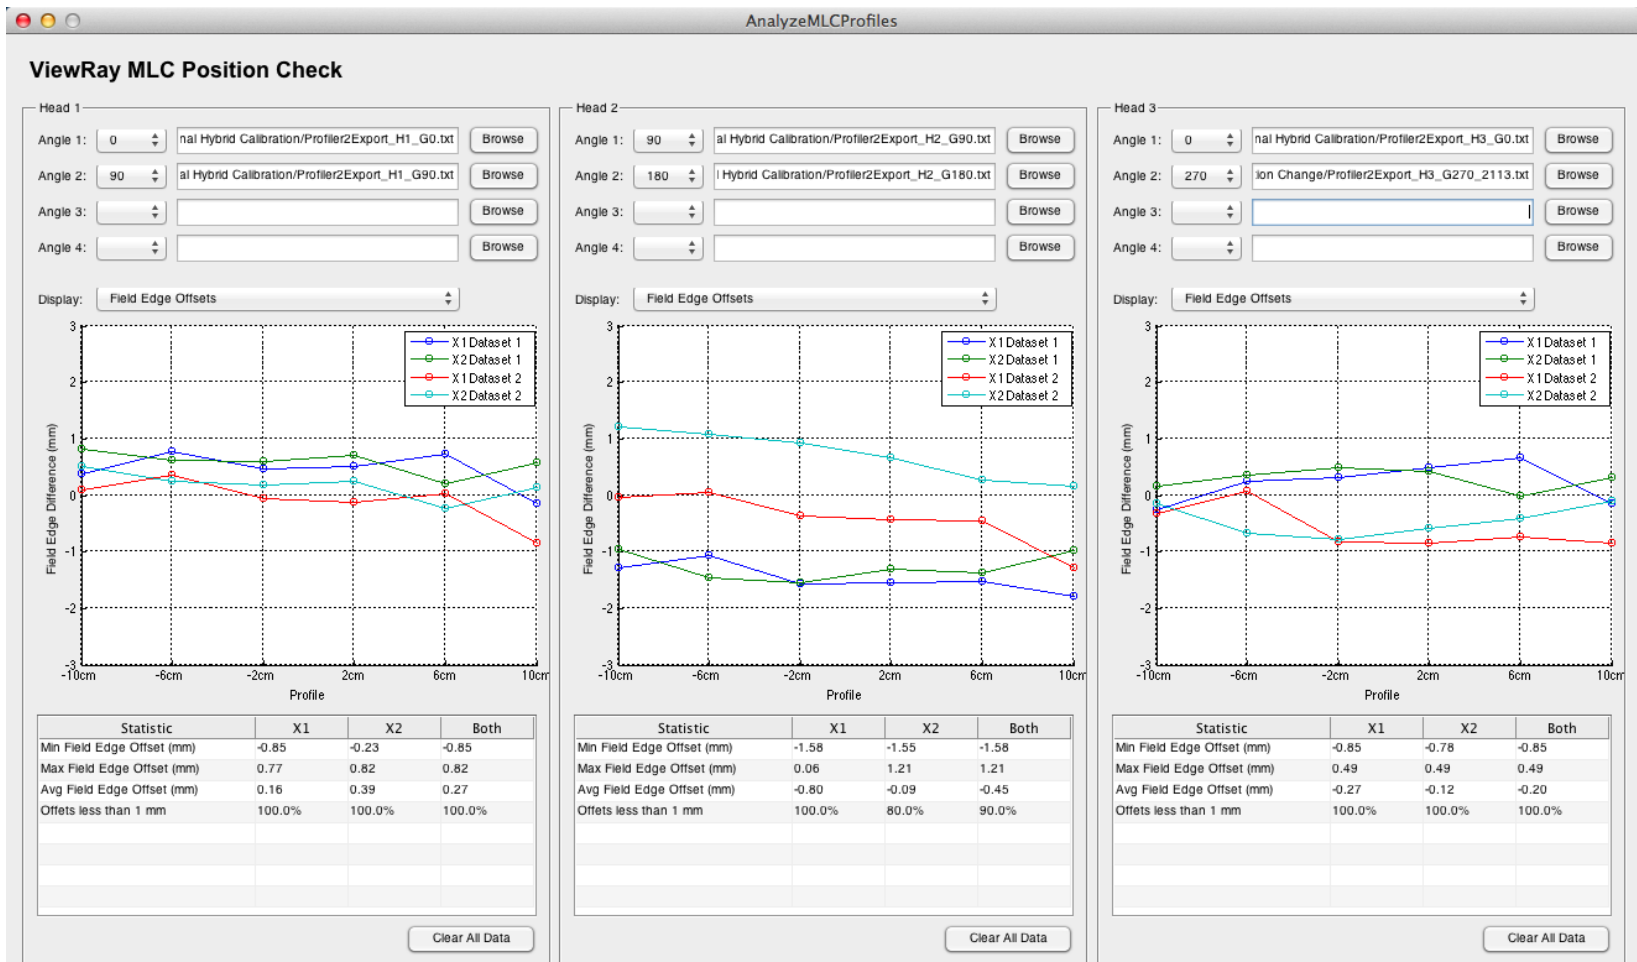 AnalyzeMLCProfiles
ViewRay MLC Position Check
Head 1
Angle 1: 0 nal Hybrid Calibration/Profiler2Export_H1_G0.txt Browse
Angle 2: 90 al Hybrid Calibration/Profiler2Export_H1_G90.txt Browse
Angle 3: Browse
Angle 4: Browse
Display: Field Edge Offsets
X1 Dataset 1
X2 Dataset 1
X1 Dataset 2
X2 Dataset 2
Field Edge Difference (mm)
3
2
1
0
-1
-2
-3
-10cm -6cm -2cm 2cm 6cm 10cm
Profile
Statistic X1 X2 Both
Min Field Edge Offset (mm) -0.85 -0.23 -0.85
Max Field Edge Offset (mm) 0.77 0.82 0.82
Avg Field Edge Offset (mm) 0.16 0.39 0.27
Offets less than 1 mm 100.0% 100.0% 100.0%
Clear All Data
Head 2
Angle 1: 90 al Hybrid Calibration/Profiler2Export_H2_G90.txt Browse
Angle 2: 180 l Hybrid Calibration/Profiler2Export_H2_G180.txt Browse
Angle 3: Browse
Angle 4: Browse
Display: Field Edge Offsets
X1 Dataset 1
X2 Dataset 1
X1 Dataset 2
X2 Dataset 2
Field Edge Difference (mm)
3
2
1
0
-1
-2
-3
-10cm -6cm -2cm 2cm 6cm 10cm
Profile
Statistic X1 X2 Both
Min Field Edge Offset (mm) -1.58 -1.55 -1.58
Max Field Edge Offset (mm) 0.06 1.21 1.21
Avg Field Edge Offset (mm) -0.80 -0.09 -0.45
Offets less than 1 mm 100.0% 80.0% 90.0%
Clear All Data
Head 3
Angle 1: 0 nal Hybrid Calibration/Profiler2Export_H3_G0.txt Browse
Angle 2: 270 ion Change/Profiler2Export_H3_G270_2113.txt Browse
Angle 3: Browse
Angle 4: Browse
Display: Field Edge Offsets
X1 Dataset 1
X2 Dataset 1
X1 Dataset 2
X2 Dataset 2
Field Edge Difference (mm)
3
2
1
0
-1
-2
-3
-10cm -6cm -2cm 2cm 6cm 10cm
Profile
Statistic X1 X2 Both
Min Field Edge Offset (mm) -0.85 -0.78 -0.85
Max Field Edge Offset (mm) 0.49 0.49 0.49
Avg Field Edge Offset (mm) -0.27 -0.12 -0.20
Offets less than 1 mm 100.0% 100.0% 100.0%
Clear All Data